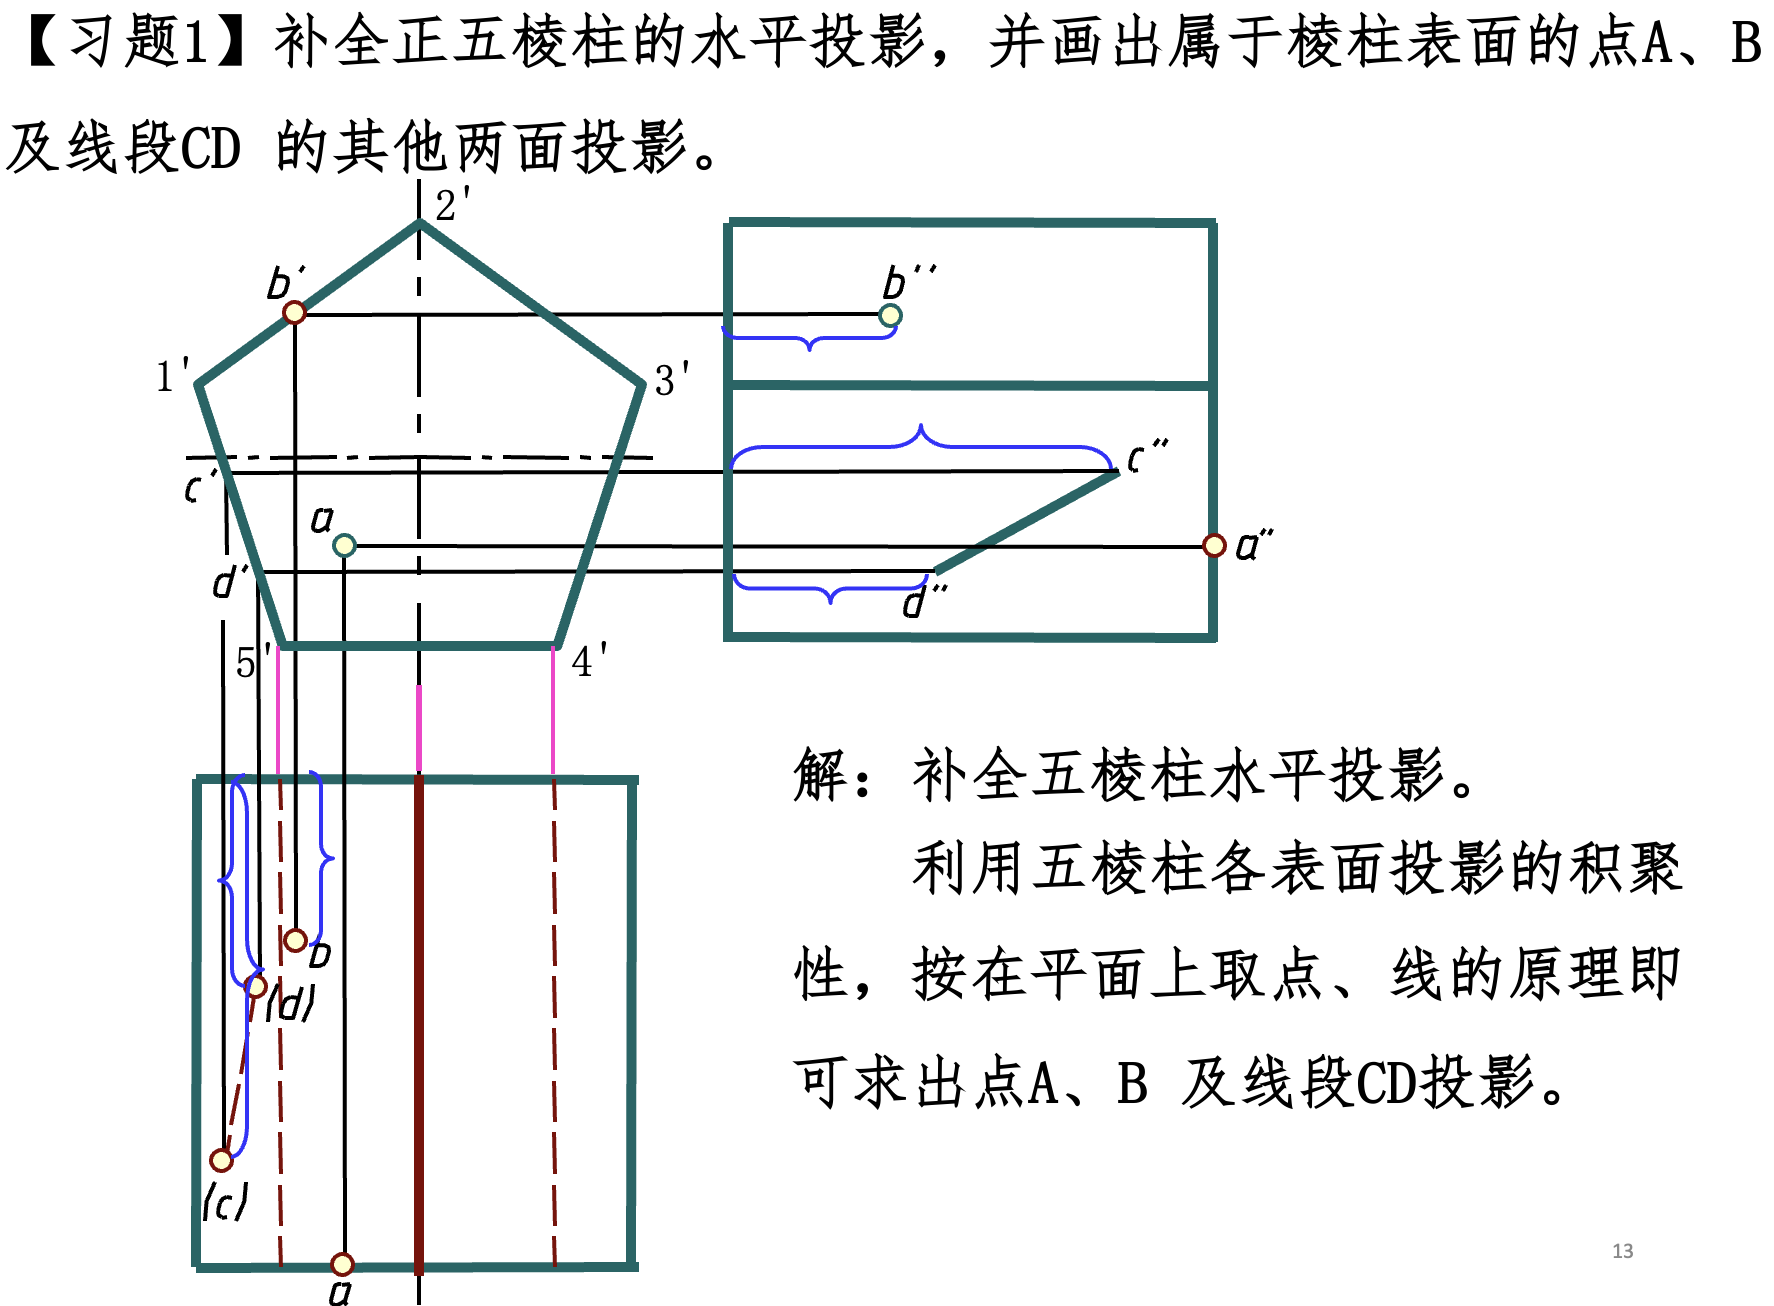 【习题1】补全正五棱柱的水平投影，并画出属于棱柱表面的点A、B
及线段CD 的其他两面投影。
2'
b'
b''
1'
3'
c'
c''
a
a''
d'
d''
5'
4'
解：补全五棱柱水平投影。
利用五棱柱各表面投影的积聚
性，按在平面上取点、线的原理即
可求出点A、B 及线段CD投影。
b
(d)
(c)
a
13